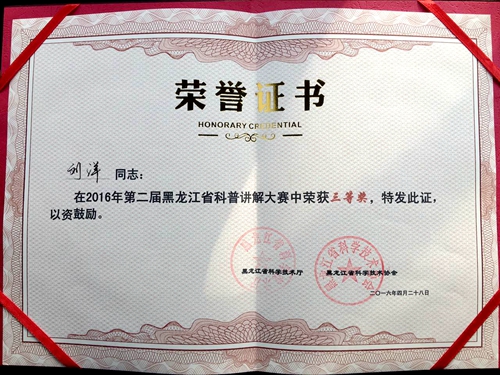 荣誉证书
HONORARY CREDENTIAL
刘洋 同志:
在2016年第二届黑龙江省科普讲解大赛中荣获三等奖，特发此证，
以资鼓励。
黑龙江省科学技术厅 黑龙江省科学技术协会
二〇一六年四月二十八日